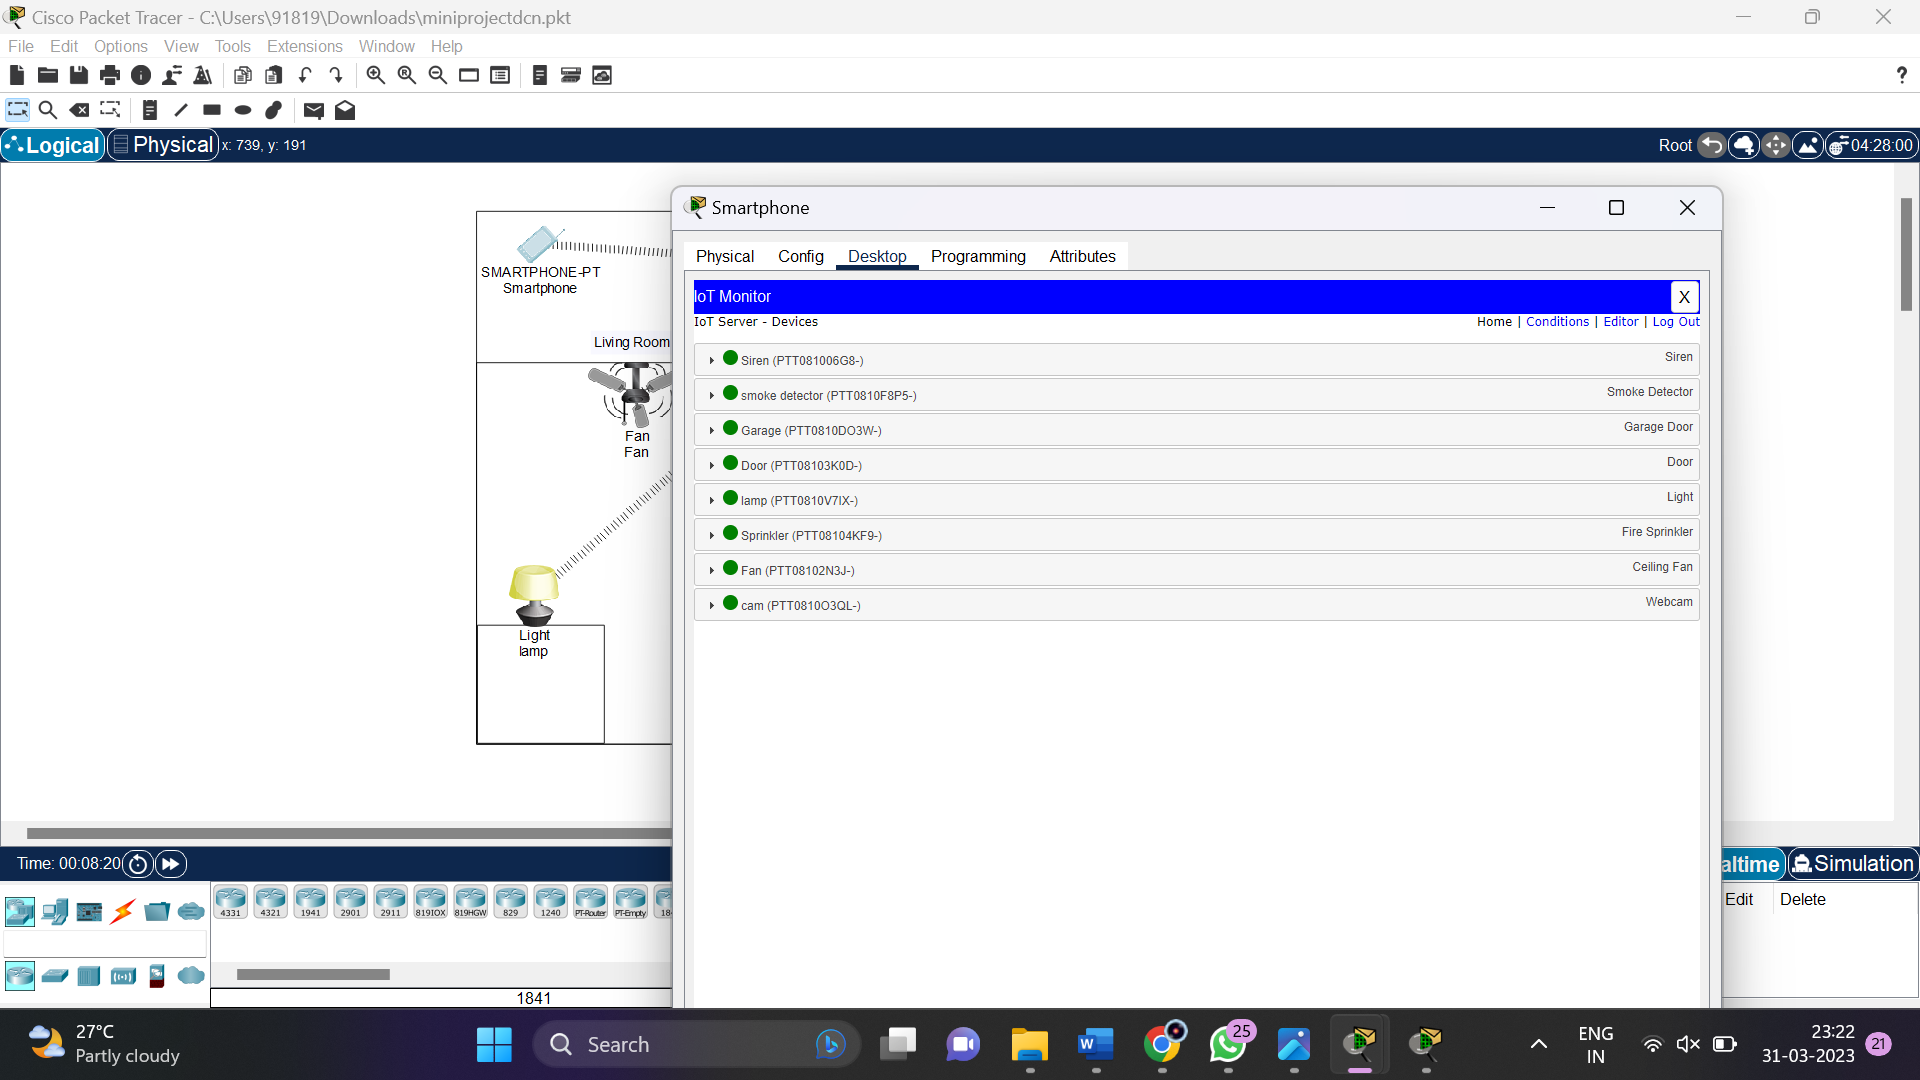 Cisco Packet Tracer - C:\Users\91819\Downloads\miniprojectdcn.pkt
File Edit Options View Tools Extensions Window Help
?
Logical Physical x: 739, y: 191 Root 04:28:00
Smartphone
Physical Config Desktop Programming Attributes
IoT Monitor X
IoT Server - Devices Home | Conditions | Editor | Log Out
Siren (PTT081006G8-) Siren
smoke detector (PTT0810F8P5-) Smoke Detector
Garage (PTT0810DO3W-) Garage Door
Door (PTT08103K0D-) Door
lamp (PTT0810V7IX-) Light
Sprinkler (PTT08104KF9-) Fire Sprinkler
Fan (PTT08102N3J-) Ceiling Fan
cam (PTT0810O3QL-) Webcam
SMARTPHONE-PT
Smartphone
Living Room
Fan
Fan
Light
lamp
Time: 00:08:20 altime Simulation
4331 4321 1941 2901 2911 819IOX 819HGW 829 1240 PT-Router PT-Empty 18
Edit Delete
1841
27°C
Partly cloudy
Search
25
ENG
IN
23:22
31-03-2023
21